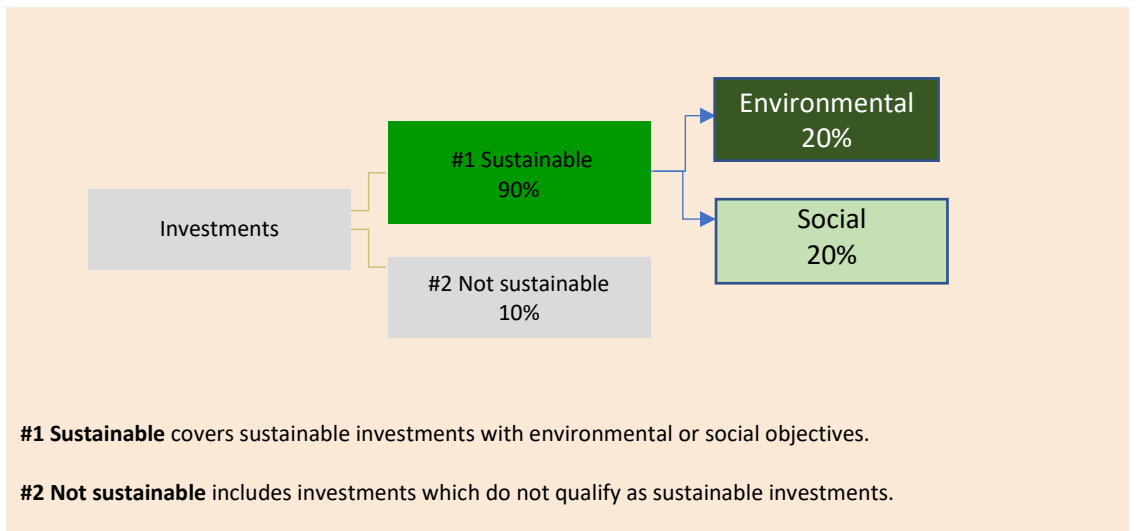 Investments
#1 Sustainable
90%
#2 Not sustainable
10%
Environmental
20%
Social
20%
#1 Sustainable covers sustainable investments with environmental or social objectives.
#2 Not sustainable includes investments which do not qualify as sustainable investments.